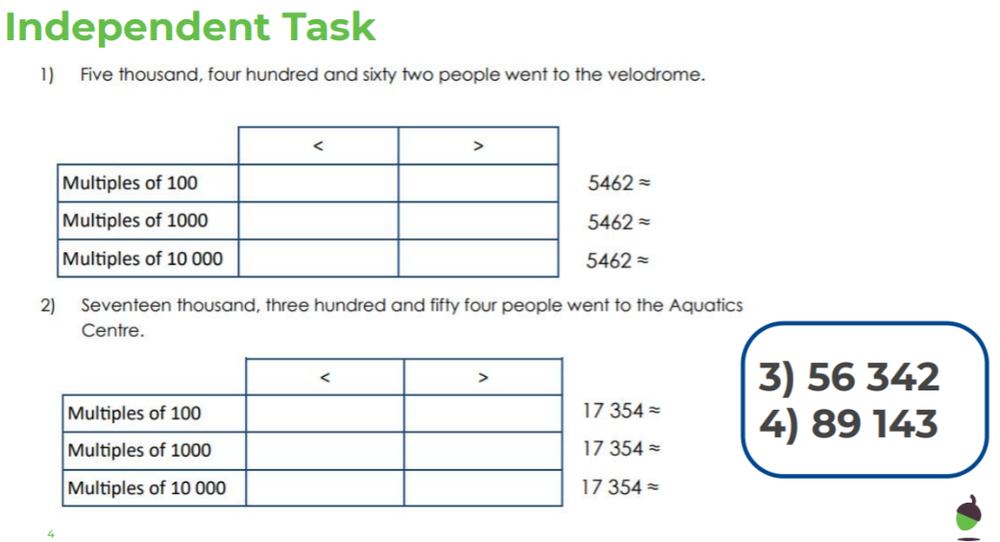 Independent Task
1) Five thousand, four hundred and sixty two people went to the velodrome.
< >
Multiples of 100 5462 ≈
Multiples of 1000 5462 ≈
Multiples of 10 000 5462 ≈
2) Seventeen thousand, three hundred and fifty four people went to the Aquatics
Centre.
< >
Multiples of 100 17 354 ≈
Multiples of 1000 17 354 ≈
Multiples of 10 000 17 354 ≈
3) 56 342
4) 89 143
4